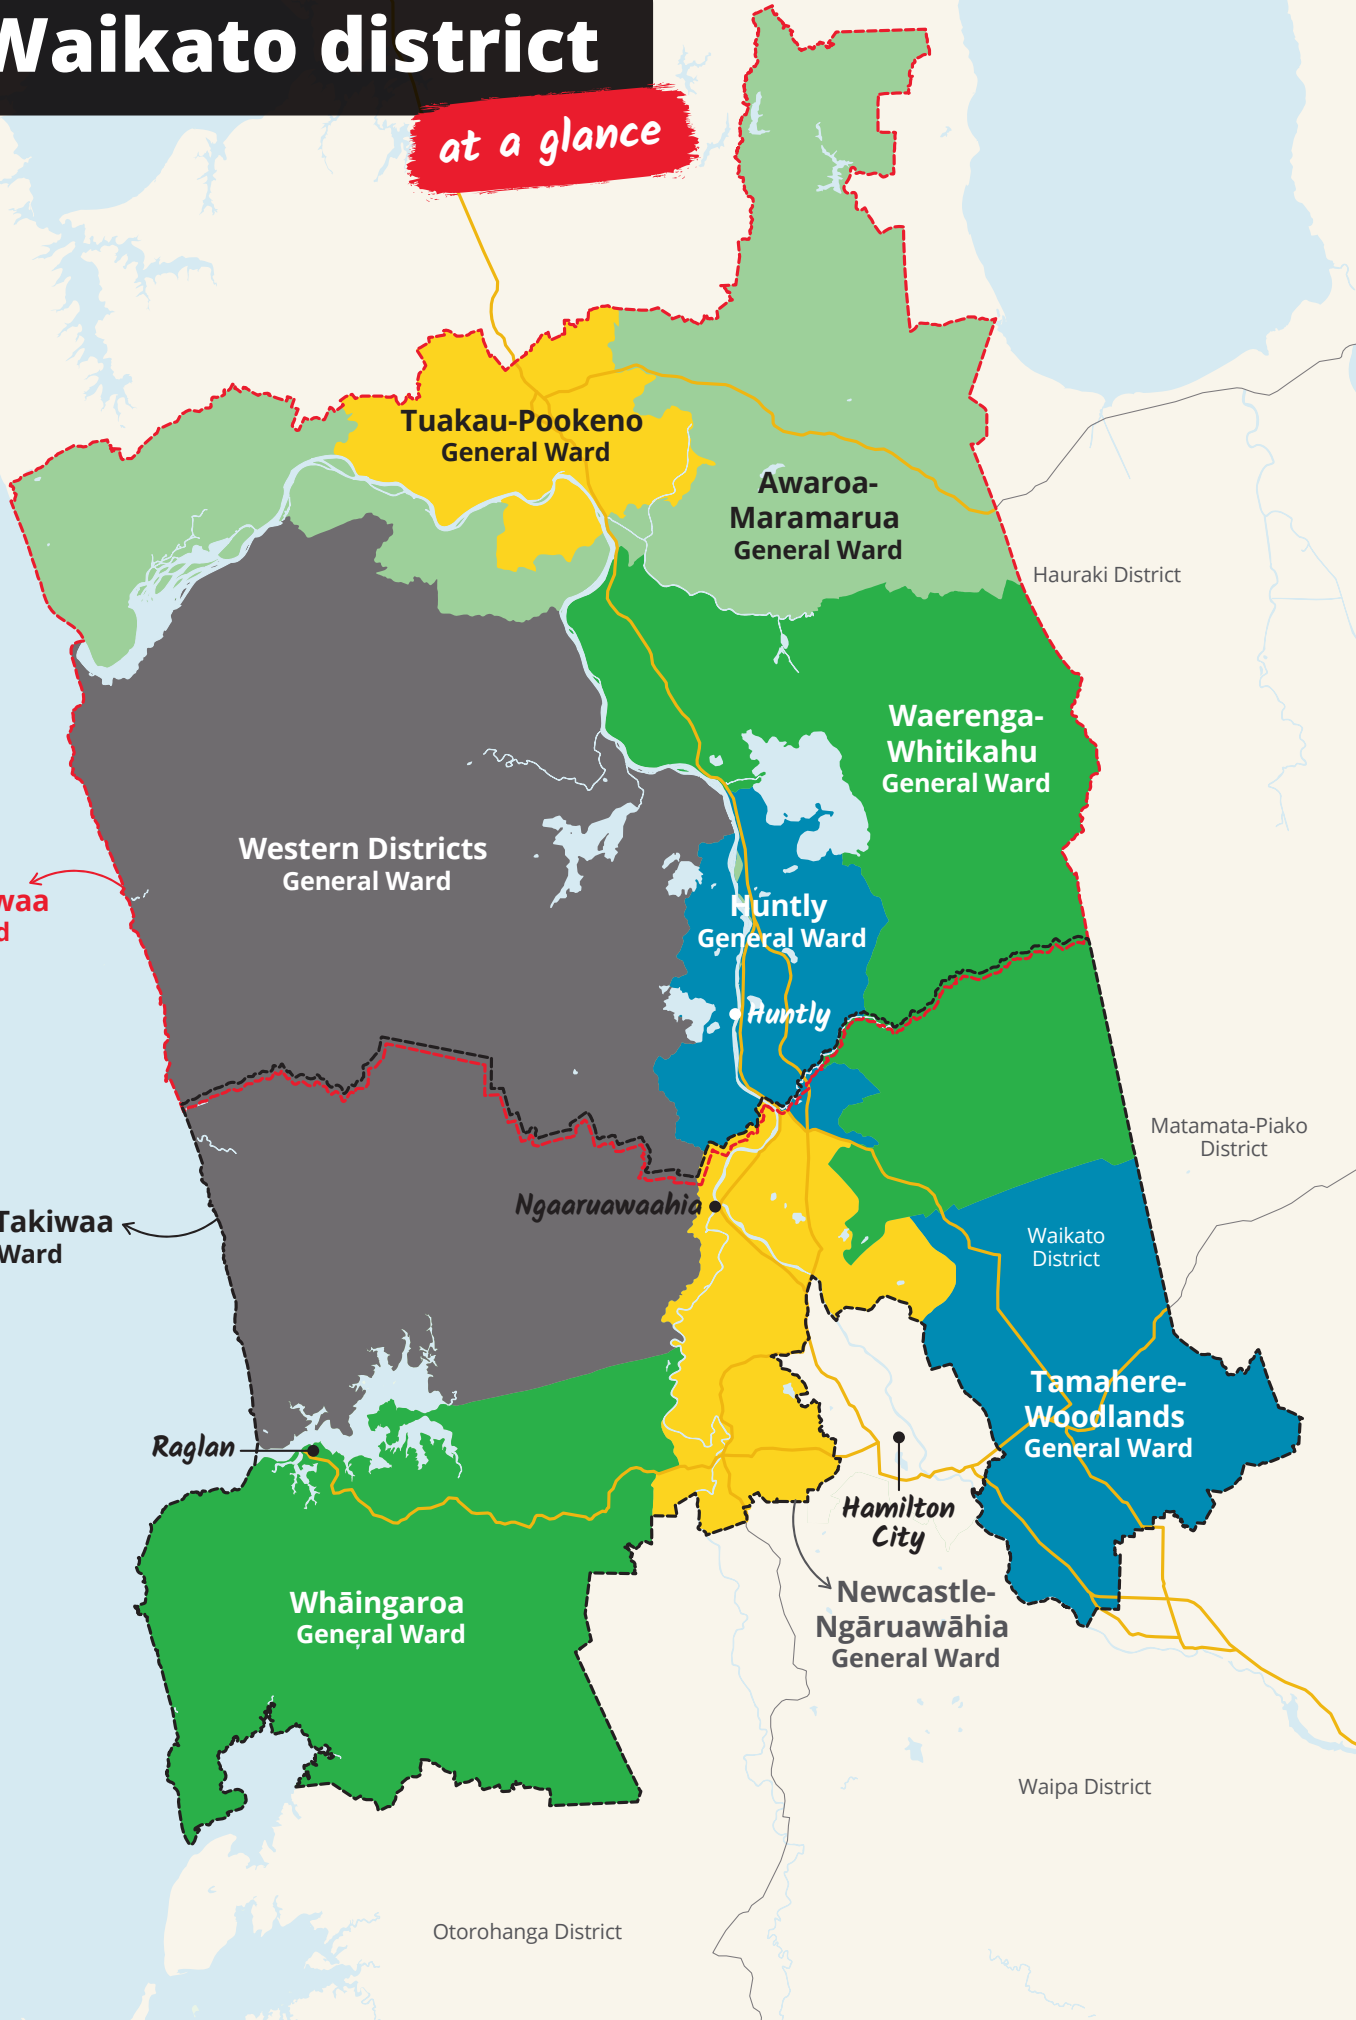 Waikato district
at a glance
Tuakau-Pookeno
General Ward
Awaroa-
Maramarua
General Ward
Hauraki District
Waerenga-
Whitikahu
General Ward
Western Districts
General Ward
Huntly
General Ward
Huntly
Matamata-Piako
District
Ngaaruawaahia
Takiwaa
Ward
Waikato
District
Tamahere-
Woodlands
General Ward
Raglan
Hamilton
City
Newcastle-
Ngāruawāhia
General Ward
Whāingaroa
General Ward
Waipa District
Otorohanga District